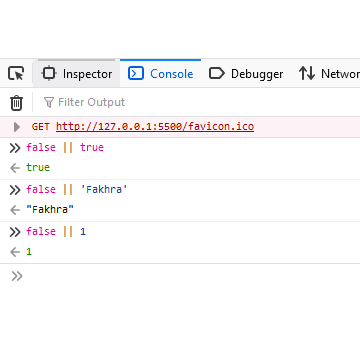 Inspector Console Debugger Networ
Filter Output
GET http://127.0.0.1:5500/favicon.ico
false || true
true
false || 'Fakhra'
"Fakhra"
false || 1
1